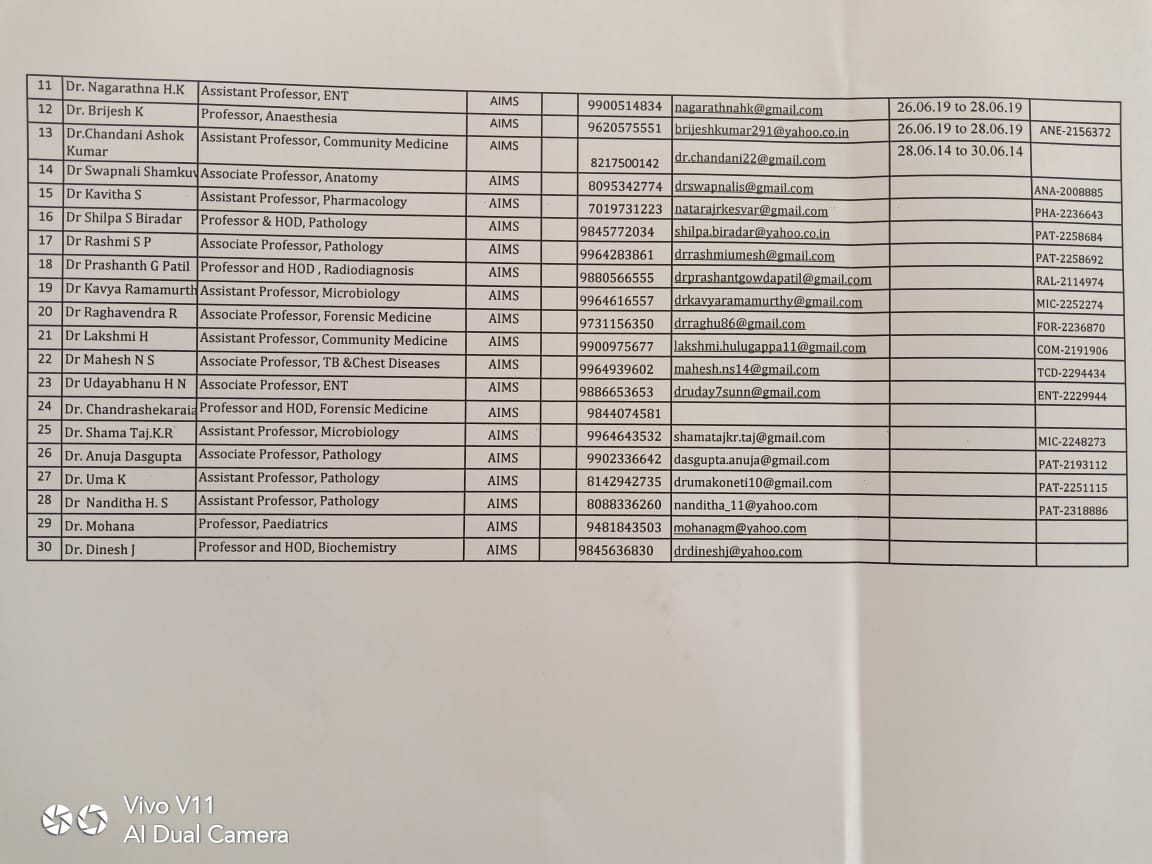 11 Dr. Nagarathna H.K Assistant Professor, ENT AIMS 9900514834 nagarathnahk@gmail.com 26.06.19 to 28.06.19
12 Dr. Brijesh K Professor, Anaesthesia AIMS 9620575551 brijeshkumar291@yahoo.co.in 26.06.19 to 28.06.19 ANE-2156372
13 Dr.Chandani Ashok Assistant Professor, Community Medicine AIMS 8217500142 dr.chandani22@gmail.com 28.06.14 to 30.06.14
Kumar
14 Dr Swapnali Shamkuv Associate Professor, Anatomy AIMS 8095342774 drswapnalis@gmail.com ANA-2008885
15 Dr Kavitha S Assistant Professor, Pharmacology AIMS 7019731223 natarajrkesvar@gmail.com PHA-2236643
16 Dr Shilpa S Biradar Professor & HOD, Pathology AIMS 9845772034 shilpa.biradar@yahoo.co.in PAT-2258684
17 Dr Rashmi S P Associate Professor, Pathology AIMS 9964283861 drrashmiumesh@gmail.com PAT-2258692
18 Dr Prashanth G Patil Professor and HOD , Radiodiagnosis AIMS 9880566555 drprashantgowdapatil@gmail.com RAL-2114974
19 Dr Kavya Ramamurth Assistant Professor, Microbiology AIMS 9964616557 drkavyaramamurthy@gmail.com MIC-2252274
20 Dr Raghavendra R Associate Professor, Forensic Medicine AIMS 9731156350 drraghu86@gmail.com FOR-2236870
21 Dr Lakshmi H Assistant Professor, Community Medicine AIMS 9900975677 lakshmi.hulugappa11@gmail.com COM-2191906
22 Dr Mahesh N S Associate Professor, TB &Chest Diseases AIMS 9964939602 mahesh.ns14@gmail.com TCD-2294434
23 Dr Udayabhanu H N Associate Professor, ENT AIMS 9886653653 druday7sunn@gmail.com ENT-2229944
24 Dr. Chandrashekaraia Professor and HOD, Forensic Medicine AIMS 9844074581
25 Dr. Shama Taj.K.R Assistant Professor, Microbiology AIMS 9964643532 shamatajkr.taj@gmail.com MIC-2248273
26 Dr. Anuja Dasgupta Associate Professor, Pathology AIMS 9902336642 dasgupta.anuja@gmail.com PAT-2193112
27 Dr. Uma K Assistant Professor, Pathology AIMS 8142942735 drumakoneti10@gmail.com PAT-2251115
28 Dr Nanditha H. S Assistant Professor, Pathology AIMS 8088336260 nanditha_11@yahoo.com PAT-2318886
29 Dr. Mohana Professor, Paediatrics AIMS 9481843503 mohanagm@yahoo.com
30 Dr. Dinesh J Professor and HOD, Biochemistry AIMS 9845636830 drdineshj@yahoo.com
Vivo V11
AI Dual Camera